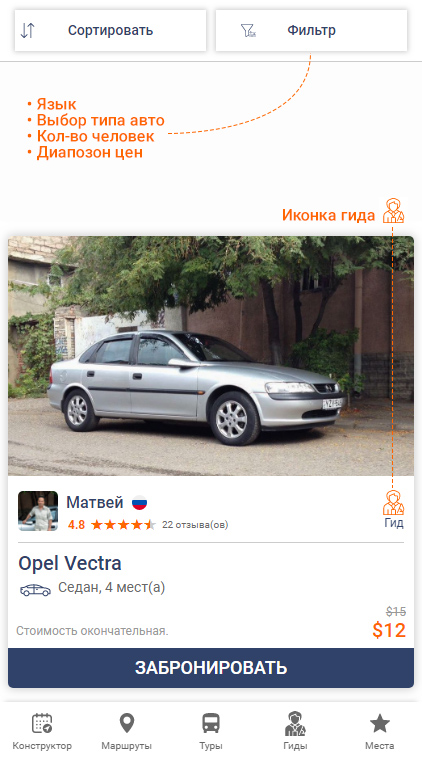 Сортировать
Фильтр
• Язык
• Выбор типа авто
• Кол-во человек
• Диапозон цен
Иконка гида
Матвей
4.8
22 отзыва(ов)
Гид
Opel Vectra
Седан, 4 мест(а)
$15
Стоимость окончательная.
$12
ЗАБРОНИРОВАТЬ
Конструктор
Маршруты
Туры
Гиды
Места